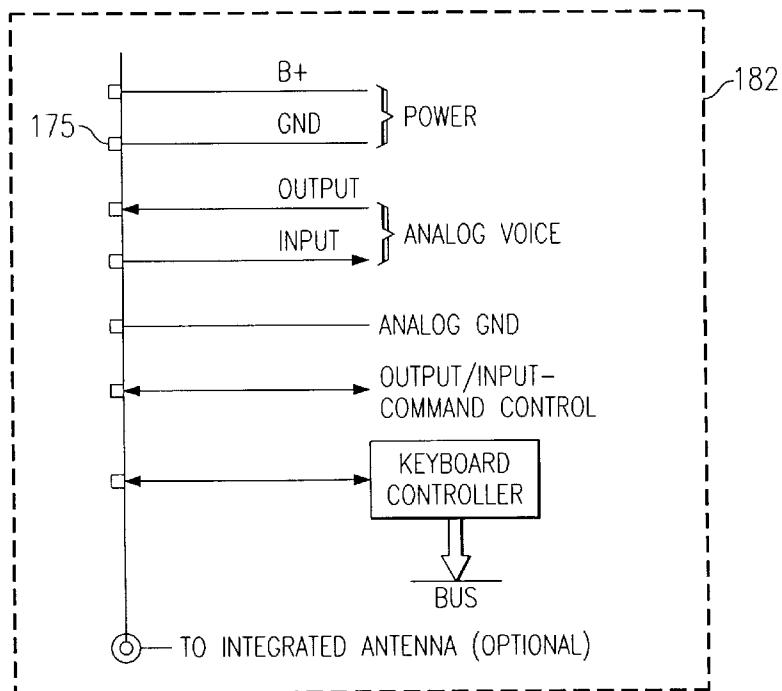 182
B+
175
GND
POWER
OUTPUT
INPUT
ANALOG VOICE
ANALOG GND
OUTPUT/INPUT-
COMMAND CONTROL
KEYBOARD
CONTROLLER
BUS
TO INTEGRATED ANTENNA (OPTIONAL)